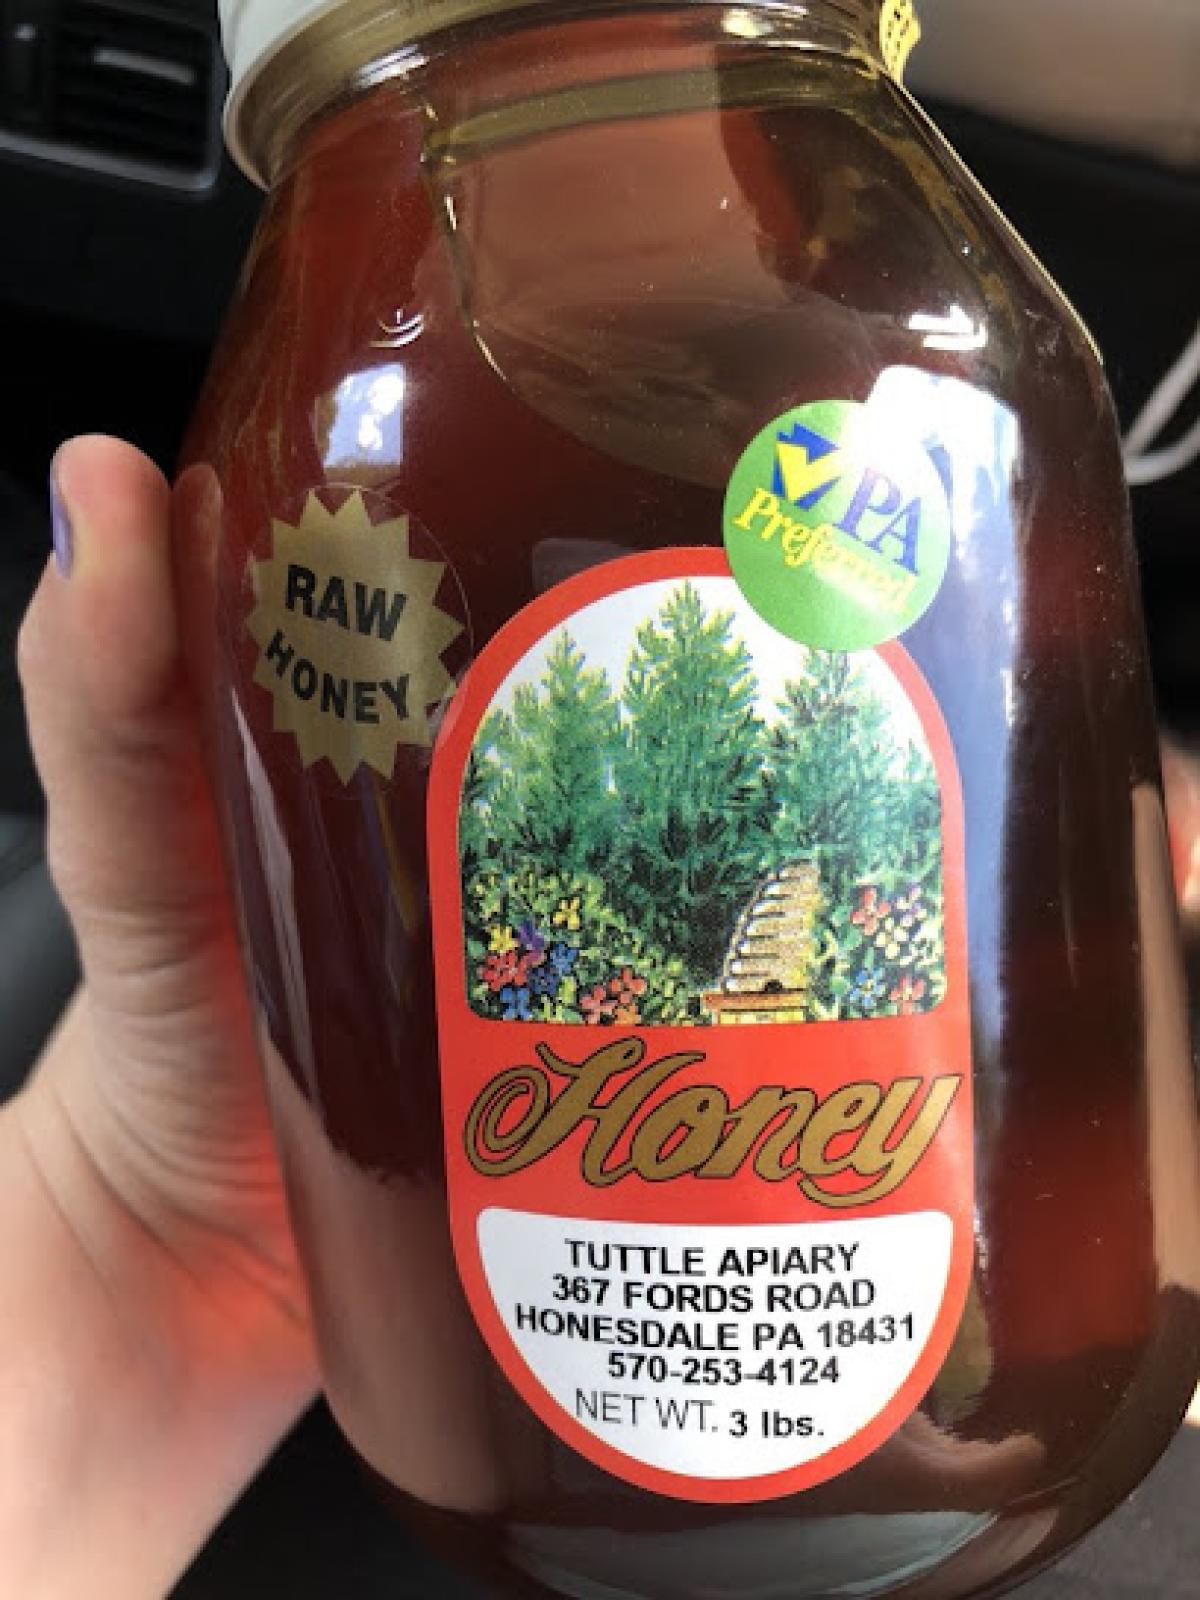 PA
Preferred
RAW
HONEY
Honey
TUTTLE APIARY
367 FORDS ROAD
HONESDALE PA 18431
570-253-4124
NET WT. 3 lbs.